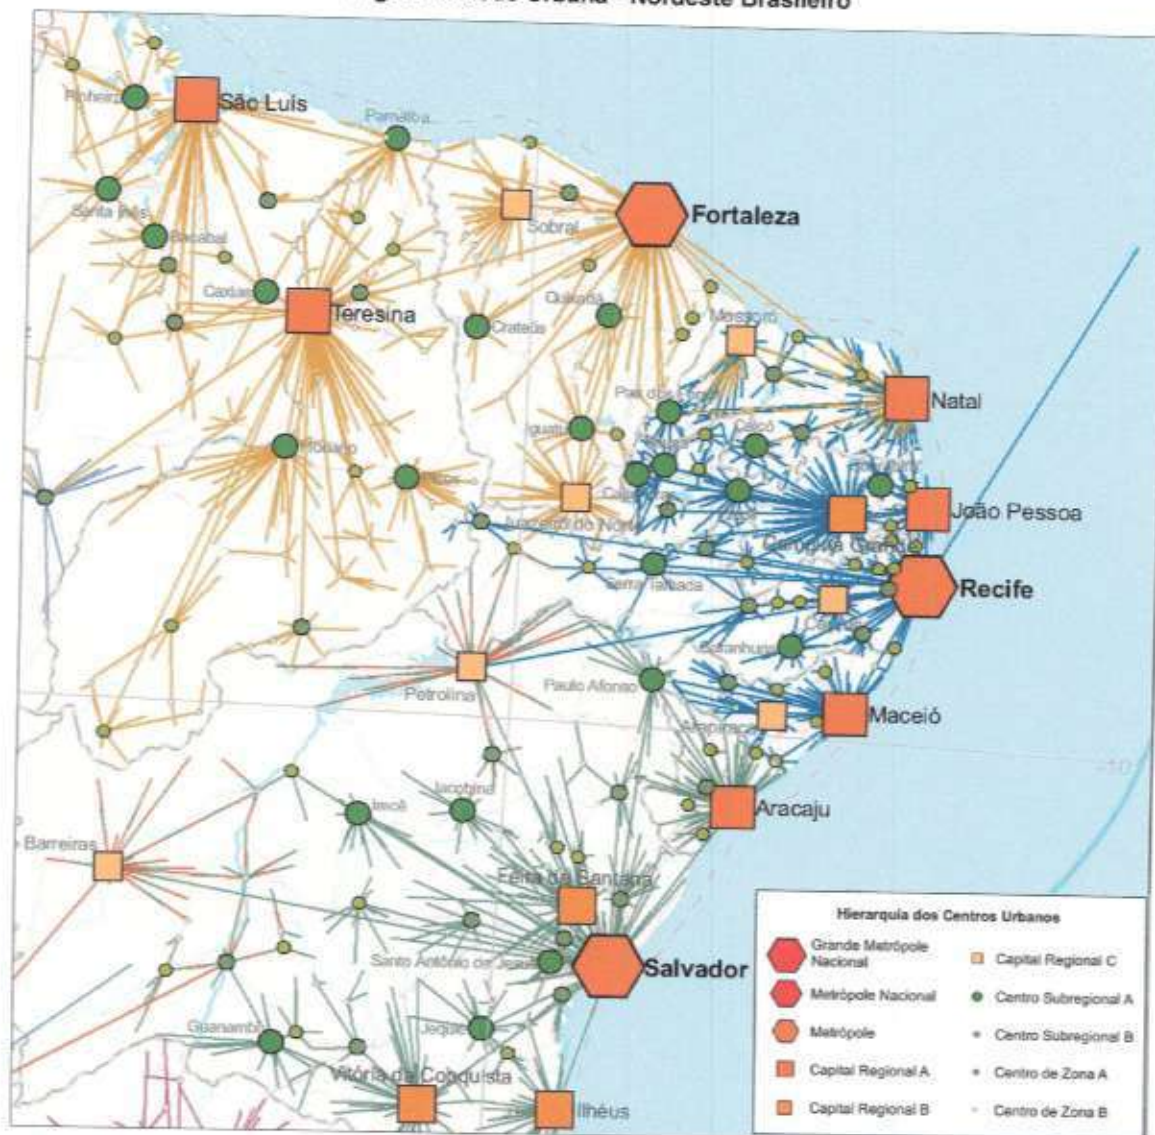 Urbana - Nordeste Brasileiro
São Luís
Pinheiro
Parnaíba
Santa Inês
Sobral
Fortaleza
Bacabal
Caxias
Teresina
Quixadá
Crateús
Mossoró
Natal
Iguatu
Caicó
Floriano
Picos
João Pessoa
Juazeiro do Norte
Campina Grande
Serra Talhada
Recife
Garanhuns
Petrolina
Paulo Afonso
Arapiraca
Maceió
-10
Irecê
Jacobina
Aracaju
Barreiras
Feira de Santana
Santo Antônio de Jesus
Salvador
Guanambi
Jequié
Vitória da Conquista
Ilhéus
Hierarquia dos Centros Urbanos
Grande Metrópole
Nacional
Metrópole Nacional
Metrópole
Capital Regional A
Capital Regional B
Capital Regional C
Centro Subregional A
Centro Subregional B
Centro de Zona A
Centro de Zona B